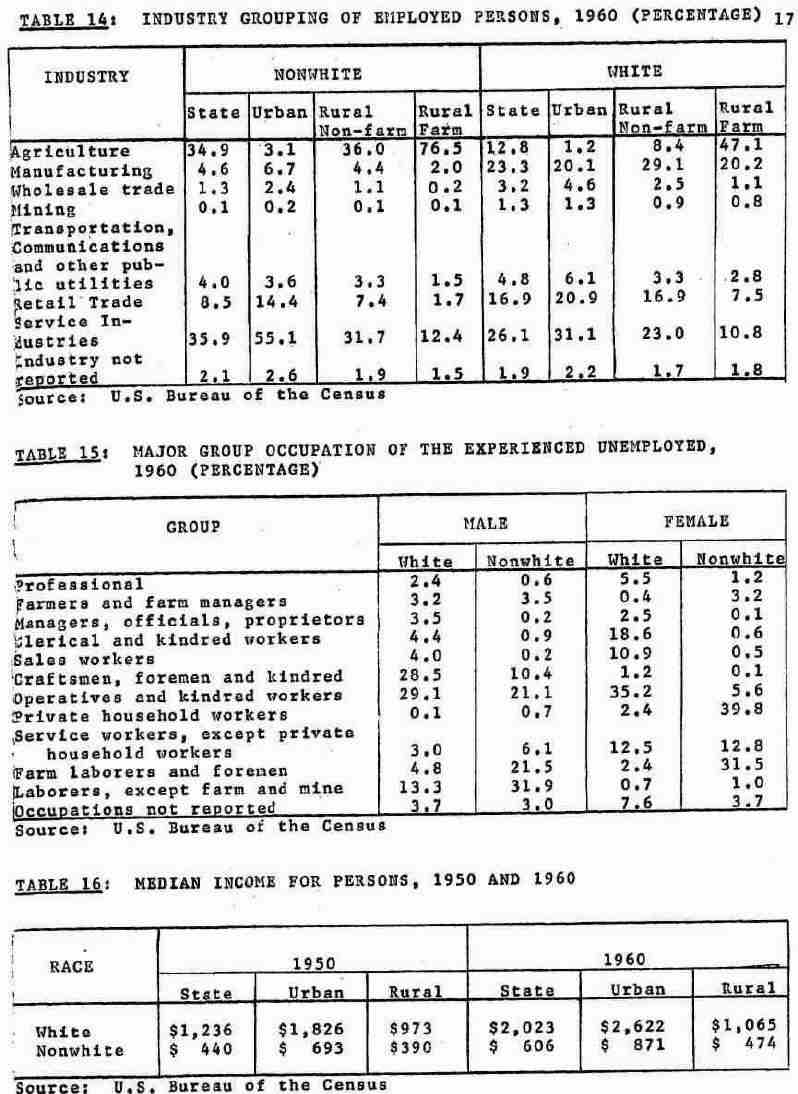 TABLE 14: INDUSTRY GROUPING OF EMPLOYED PERSONS, 1960 (PERCENTAGE) 17
INDUSTRY NONWHITE WHITE
State Urban Rural Rural State Urban Rural Rural
Non-farm Farm Non-farm Farm
Agriculture 34.9 3.1 36.0 76.5 12.8 1.2 8.4 47.1
Manufacturing 4.6 6.7 4.4 2.0 23.3 20.1 29.1 20.2
Wholesale trade 1.3 2.4 1.1 0.2 3.2 4.6 2.5 1.1
Mining 0.1 0.2 0.1 0.1 1.3 1.3 0.9 0.8
Transportation,
Communications
and other pub-
lic utilities 4.0 3.6 3.3 1.5 4.8 6.1 3.3 2.8
Retail Trade 8.5 14.4 7.4 1.7 16.9 20.9 16.9 7.5
Service In-
dustries 35.9 55.1 31.7 12.4 26.1 31.1 23.0 10.8
Industry not
reported 2.1 2.6 1.9 1.5 1.9 2.2 1.7 1.8
Source: U.S. Bureau of the Census
TABLE 15: MAJOR GROUP OCCUPATION OF THE EXPERIENCED UNEMPLOYED,
1960 (PERCENTAGE)
GROUP MALE FEMALE
White Nonwhite White Nonwhite
Professional 2.4 0.6 5.5 1.2
Farmers and farm managers 3.2 3.5 0.4 3.2
Managers, officials, proprietors 3.5 0.2 2.5 0.1
Clerical and kindred workers 4.4 0.9 18.6 0.6
Sales workers 4.0 0.2 10.9 0.5
Craftsmen, foremen and kindred 28.5 10.4 1.2 0.1
Operatives and kindred workers 29.1 21.1 35.2 5.6
Private household workers 0.1 0.7 2.4 39.8
Service workers, except private
household workers 3.0 6.1 12.5 12.8
Farm laborers and foremen 4.8 21.5 2.4 31.5
Laborers, except farm and mine 13.3 31.9 0.7 1.0
Occupations not reported 3.7 3.0 7.6 3.7
Source: U.S. Bureau of the Census
TABLE 16: MEDIAN INCOME FOR PERSONS, 1950 AND 1960
RACE 1950 1960
State Urban Rural State Urban Rural
White $1,236 $1,826 $973 $2,023 $2,622 $1,065
Nonwhite $ 440 $ 693 $390 $ 606 $ 871 $ 474
Source: U.S. Bureau of the Census